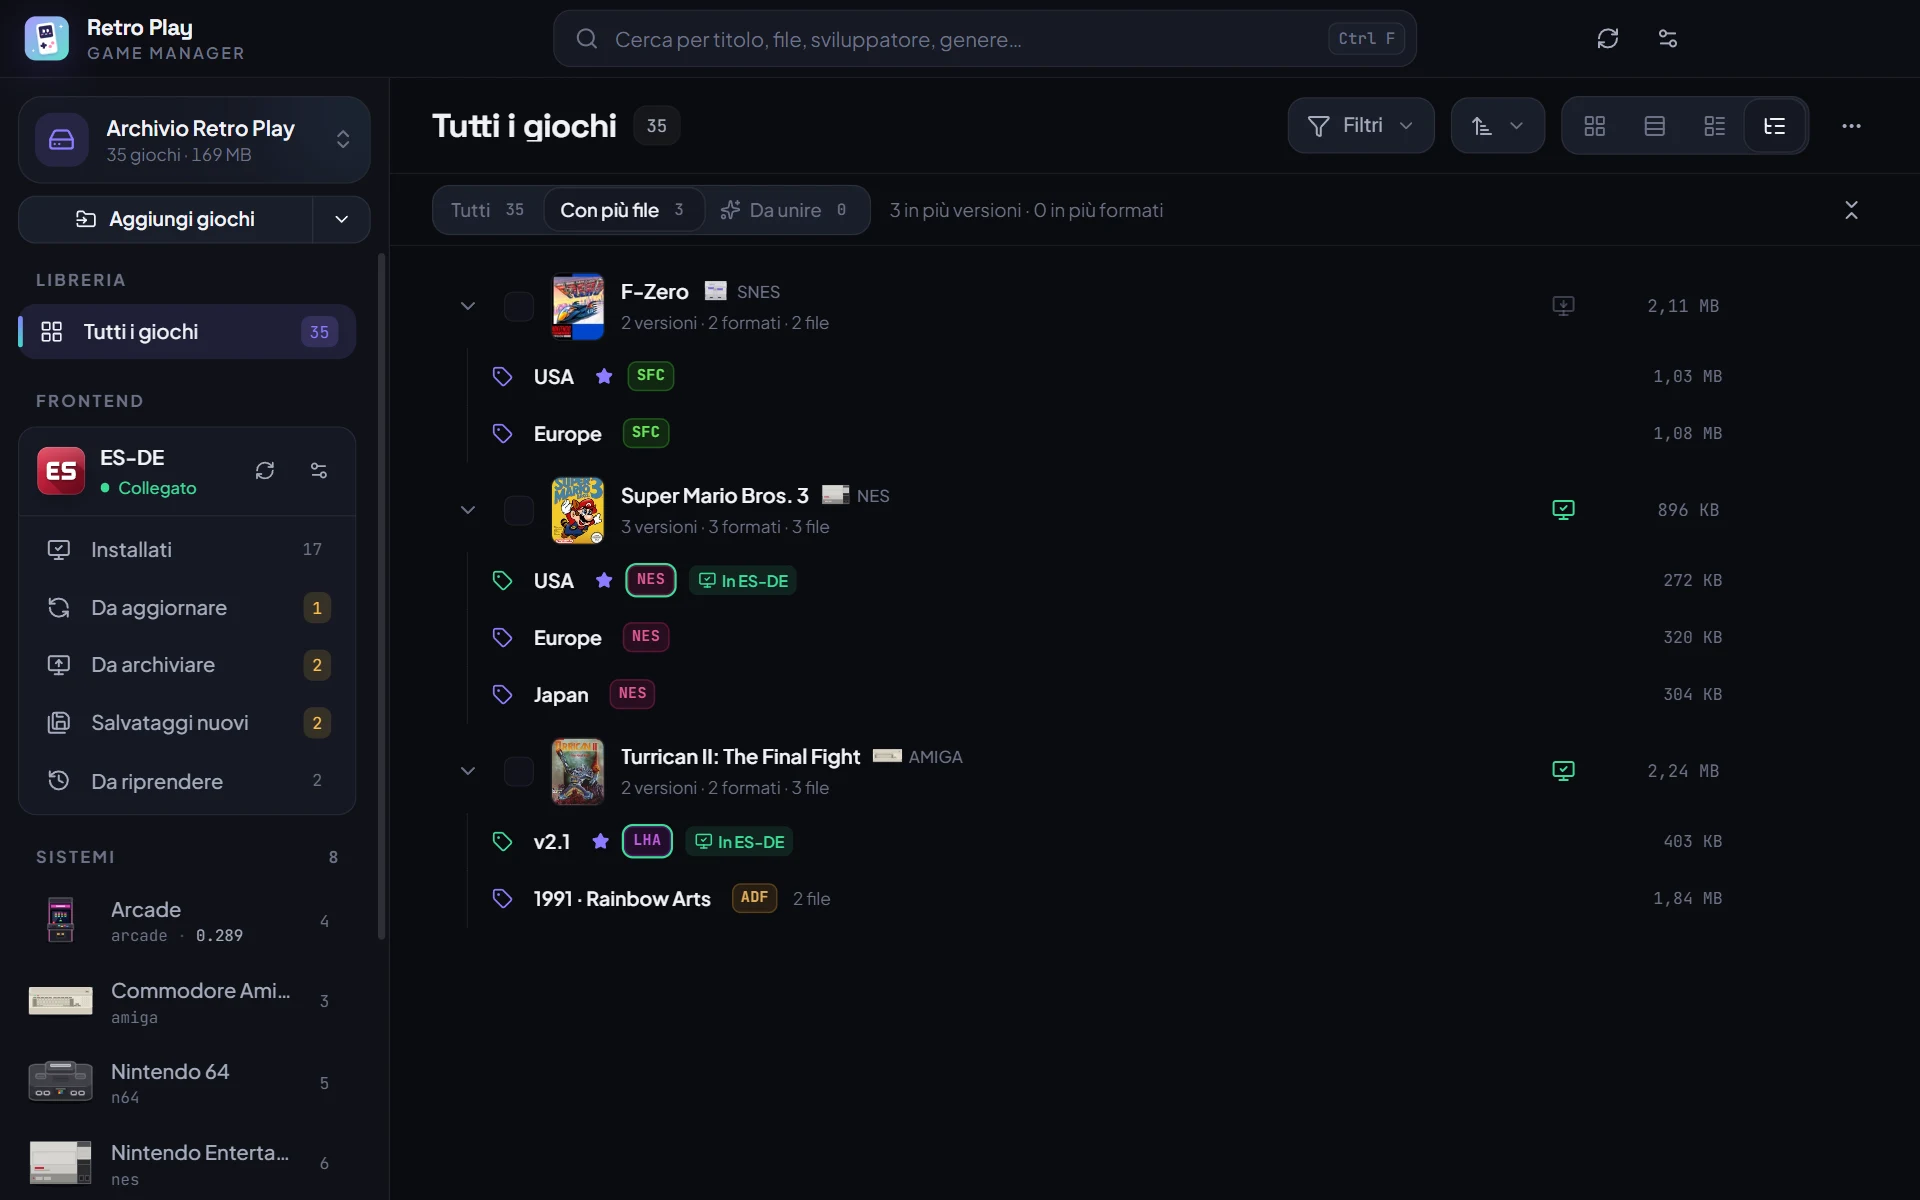 Retro Play
GAME MANAGER
Cerca per titolo, file, sviluppatore, genere…
Ctrl F
Archivio Retro Play
35 giochi · 169 MB
Aggiungi giochi
LIBRERIA
Tutti i giochi 35
FRONTEND
ES
ES-DE
Collegato
Installati 17
Da aggiornare 1
Da archiviare 2
Salvataggi nuovi 2
Da riprendere 2
SISTEMI 8
Arcade
arcade · 0.289
4
Commodore Ami…
amiga
3
Nintendo 64
n64
5
Nintendo Enterta…
nes
6
Tutti i giochi 35
Filtri
Tutti 35 Con più file 3 Da unire 0
3 in più versioni · 0 in più formati
F-Zero SNES
2 versioni · 2 formati · 2 file
2,11 MB
USA SFC 1,03 MB
Europe SFC 1,08 MB
Super Mario Bros. 3 NES
3 versioni · 3 formati · 3 file
896 KB
USA NES In ES-DE 272 KB
Europe NES 320 KB
Japan NES 304 KB
Turrican II: The Final Fight AMIGA
2 versioni · 2 formati · 3 file
2,24 MB
v2.1 LHA In ES-DE 403 KB
1991 · Rainbow Arts ADF 2 file 1,84 MB